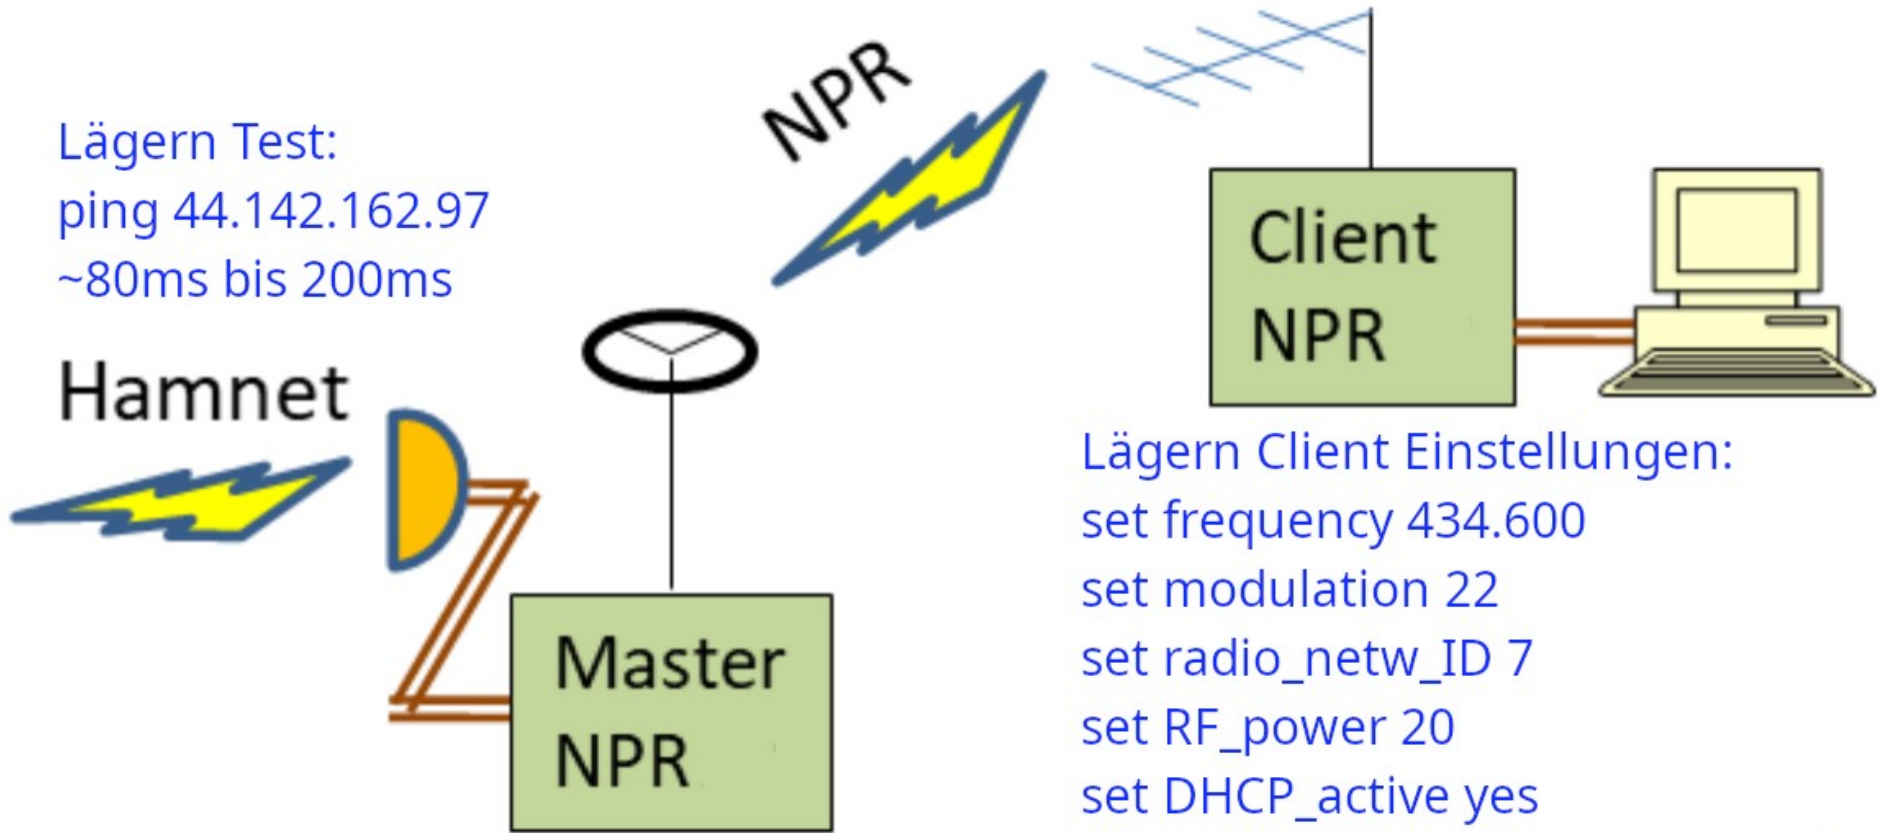 NPR
Lägern Test:
ping 44.142.162.97
~80ms bis 200ms
Hamnet
Client
NPR
Master
NPR
Lägern Client Einstellungen:
set frequency 434.600
set modulation 22
set radio_netw_ID 7
set RF_power 20
set DHCP_active yes